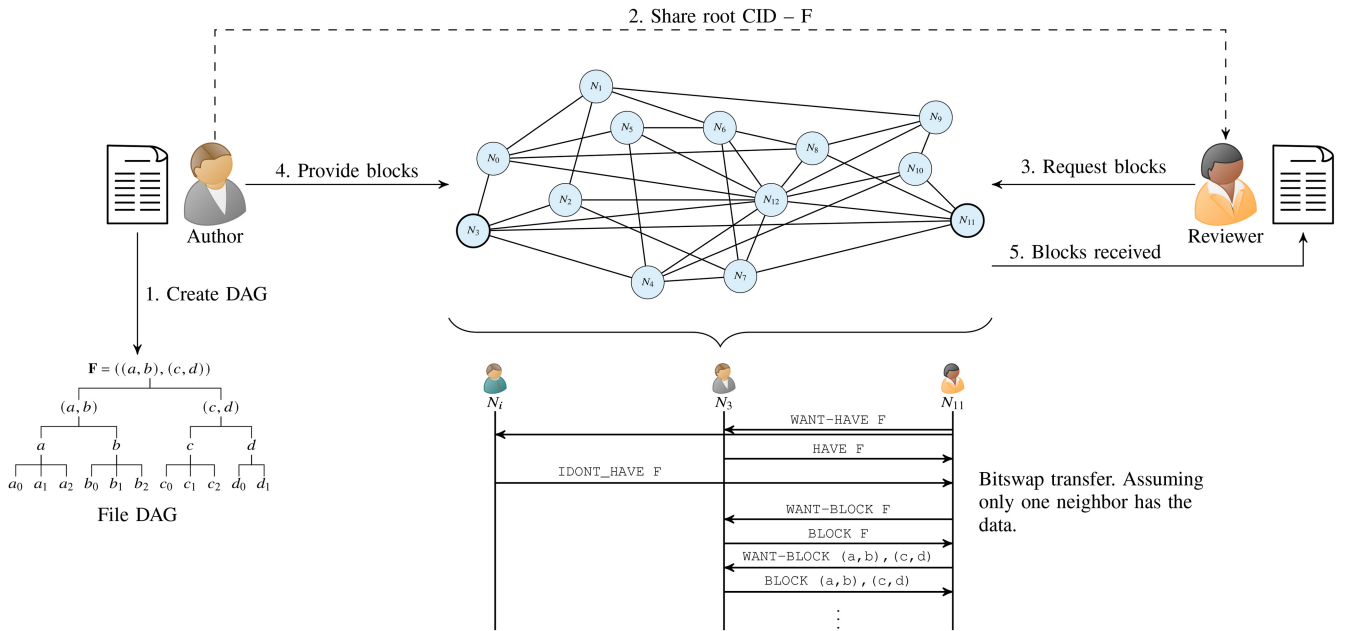 2. Share root CID – F
N₁
N₅
N₆
N₉
N₀
N₈
N₁₀
4. Provide blocks
3. Request blocks
N₂
N₁₂
N₃
N₁₁
Author
Reviewer
5. Blocks received
N₄
N₇
1. Create DAG
F = ((a, b), (c, d))
(a, b) (c, d)
a b c d
a₀ a₁ a₂ b₀ b₁ b₂ c₀ c₁ c₂ d₀ d₁
File DAG
Nᵢ N₃ N₁₁
WANT-HAVE F
HAVE F
IDONT_HAVE F
WANT-BLOCK F
BLOCK F
WANT-BLOCK (a,b),(c,d)
BLOCK (a,b),(c,d)
⋮
Bitswap transfer. Assuming
only one neighbor has the
data.